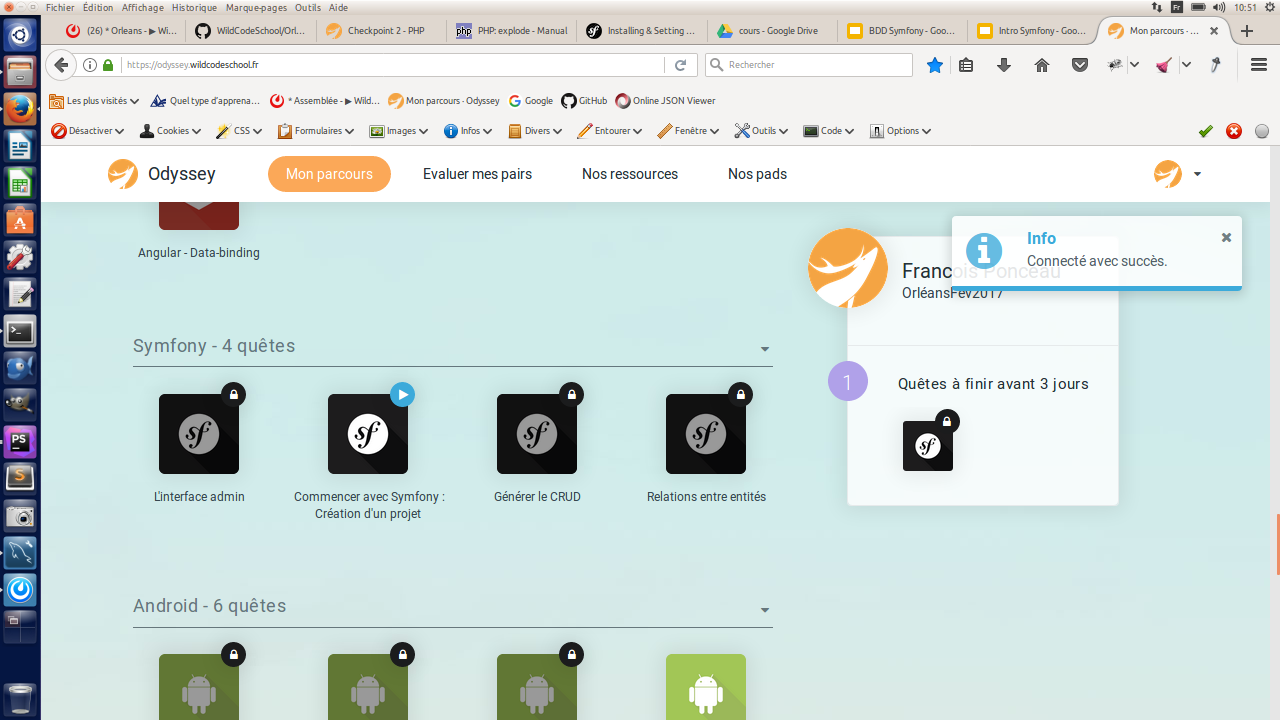 Fichier Édition Affichage Historique Marque-pages Outils Aide
Fr 10:51
(26) * Orleans - ▶ Wi...
WildCodeSchool/Orl...
Checkpoint 2 - PHP
PHP: explode - Manual
Installing & Setting ...
cours - Google Drive
BDD Symfony - Goo...
Intro Symfony - Goo...
Mon parcours - ...
https://odyssey.wildcodeschool.fr
Rechercher
Les plus visités
Quel type d'apprena...
* Assemblée - ▶ Wild...
Mon parcours - Odyssey
Google
GitHub
Online JSON Viewer
Désactiver
Cookies
CSS
Formulaires
Images
Infos
Divers
Entourer
Fenêtre
Outils
Code
Options
Odyssey
Mon parcours
Evaluer mes pairs
Nos ressources
Nos pads
Angular - Data-binding
Info
Connecté avec succès.
Francois Ponceau
OrléansFev2017
Symfony - 4 quêtes
1
Quêtes à finir avant 3 jours
L'interface admin
Commencer avec Symfony :
Création d'un projet
Générer le CRUD
Relations entre entités
Android - 6 quêtes